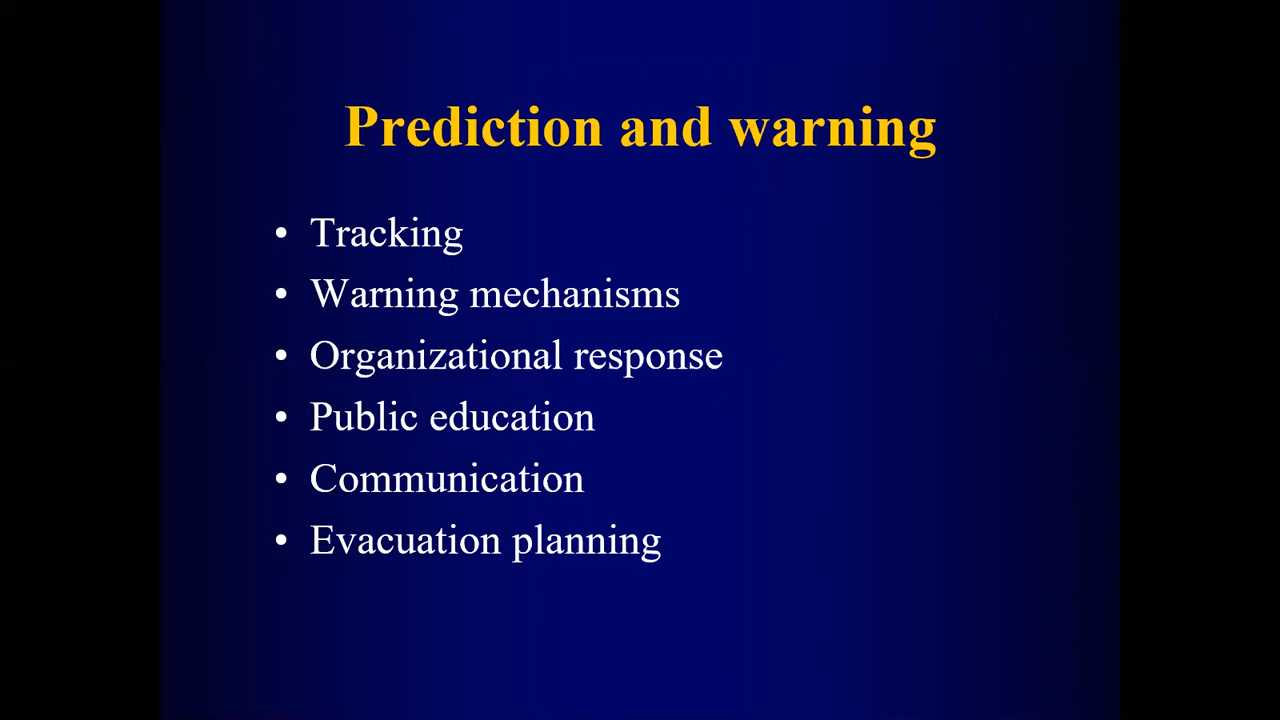 Prediction and warning
• Tracking
• Warning mechanisms
• Organizational response
• Public education
• Communication
• Evacuation planning